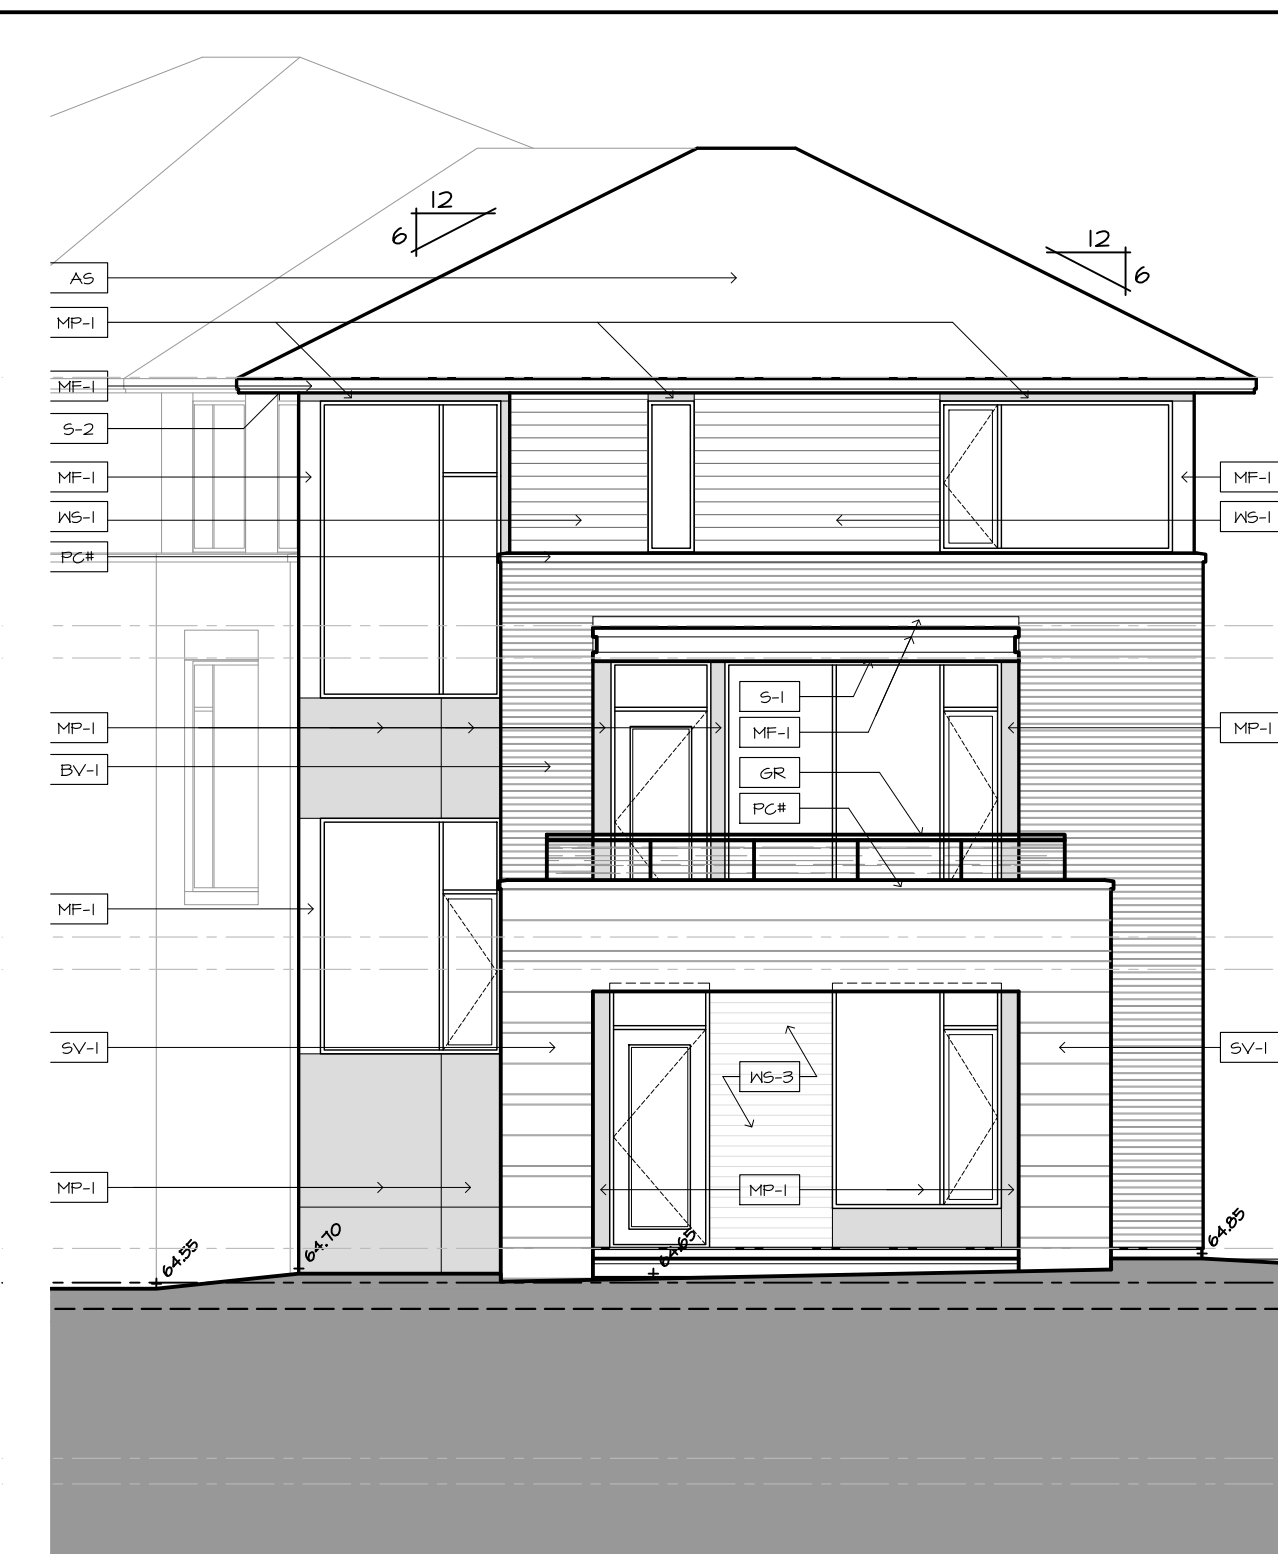 12
6
12
6
AS
MP-1
MF-1
S-2
MF-1
MF-1
WS-1
WS-1
PC#
S-1
MP-1
MF-1
MP-1
BV-1
GR
PC#
MF-1
SV-1
SV-1
WS-3
MP-1
MP-1
64.55
64.70
64.65
64.85